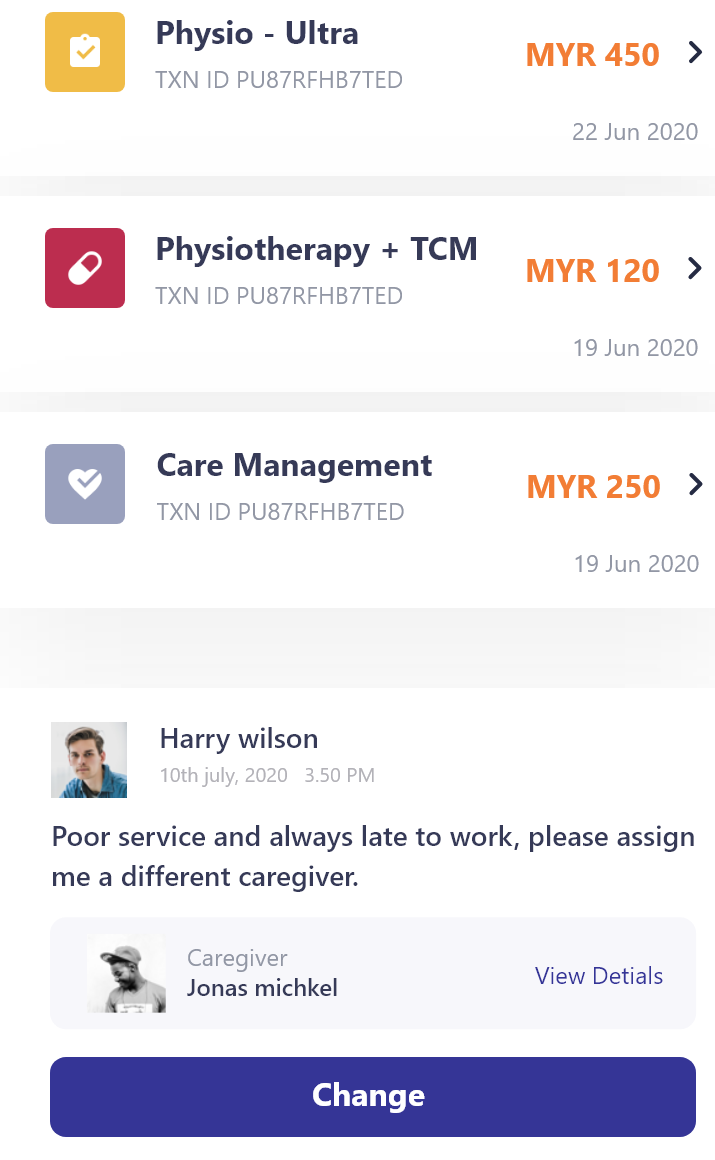 Physio - Ultra
MYR 450
TXN ID PU87RFHB7TED
22 Jun 2020
Physiotherapy + TCM
MYR 120
TXN ID PU87RFHB7TED
19 Jun 2020
Care Management
MYR 250
TXN ID PU87RFHB7TED
19 Jun 2020
Harry wilson
10th july, 2020 3.50 PM
Poor service and always late to work, please assign
me a different caregiver.
Caregiver
Jonas michkel
View Detials
Change